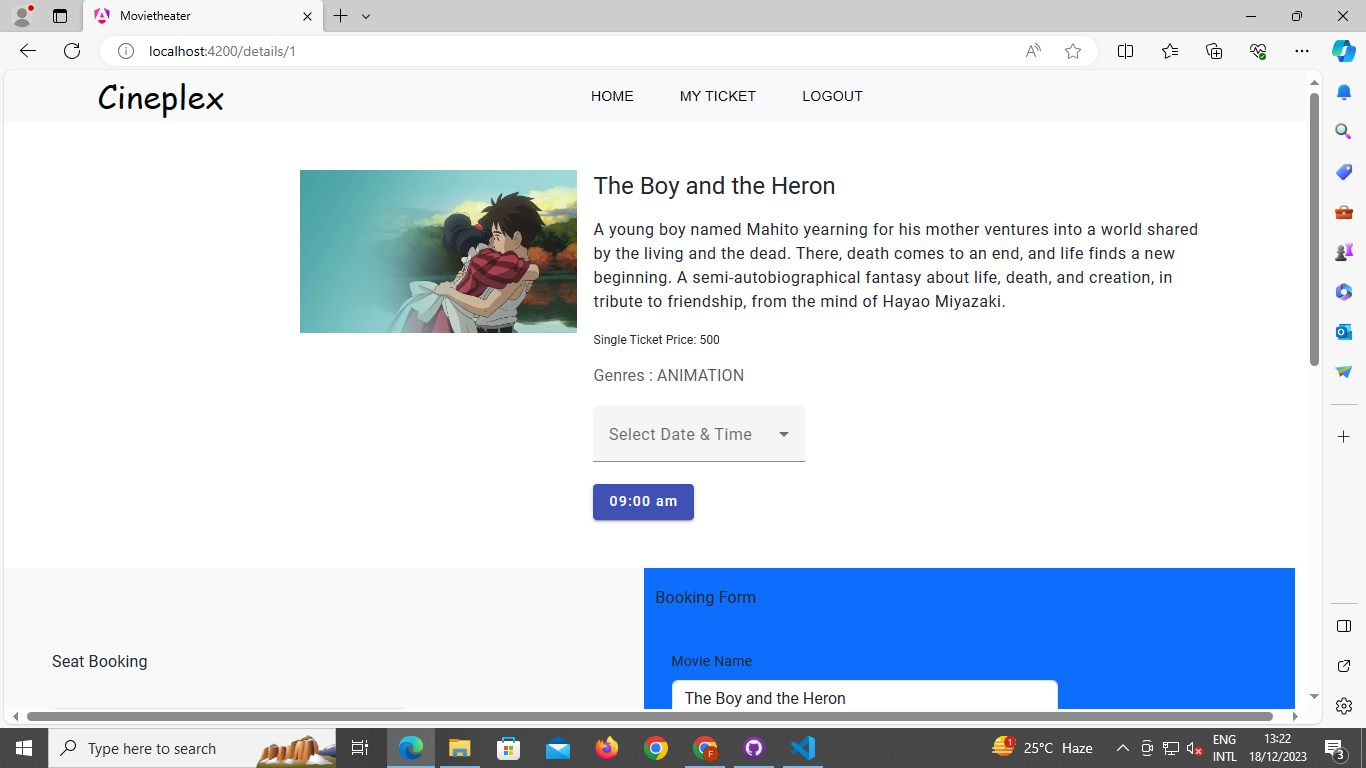 Movietheater
localhost:4200/details/1
Cineplex
HOME
MY TICKET
LOGOUT
The Boy and the Heron
A young boy named Mahito yearning for his mother ventures into a world shared
by the living and the dead. There, death comes to an end, and life finds a new
beginning. A semi-autobiographical fantasy about life, death, and creation, in
tribute to friendship, from the mind of Hayao Miyazaki.
Single Ticket Price: 500
Genres : ANIMATION
Select Date & Time
09:00 am
Booking Form
Seat Booking
Movie Name
The Boy and the Heron
Type here to search
1
25°C Haze
ENG
INTL
13:22
18/12/2023
3